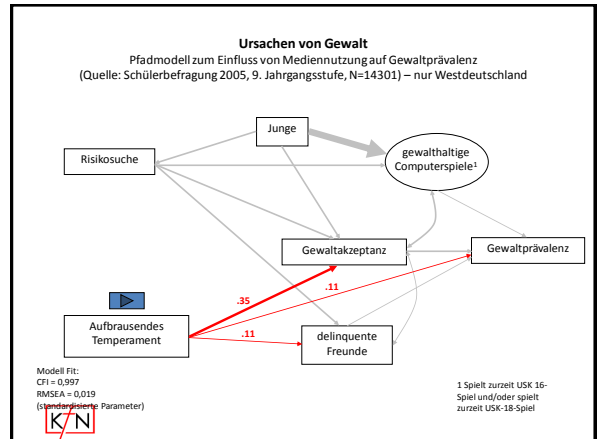 Ursachen von Gewalt
Pfadmodell zum Einfluss von Mediennutzung auf Gewaltprävalenz
(Quelle: Schülerbefragung 2005, 9. Jahrgangsstufe, N=14301) – nur Westdeutschland
Junge
Risikosuche
gewalthaltige
Computerspiele¹
Gewaltakzeptanz
Gewaltprävalenz
.35
.11
.11
Aufbrausendes
Temperament
delinquente
Freunde
Modell Fit:
CFI = 0,997
RMSEA = 0,019
(standardisierte Parameter)
1 Spielt zurzeit USK 16-
Spiel und/oder spielt
zurzeit USK-18-Spiel